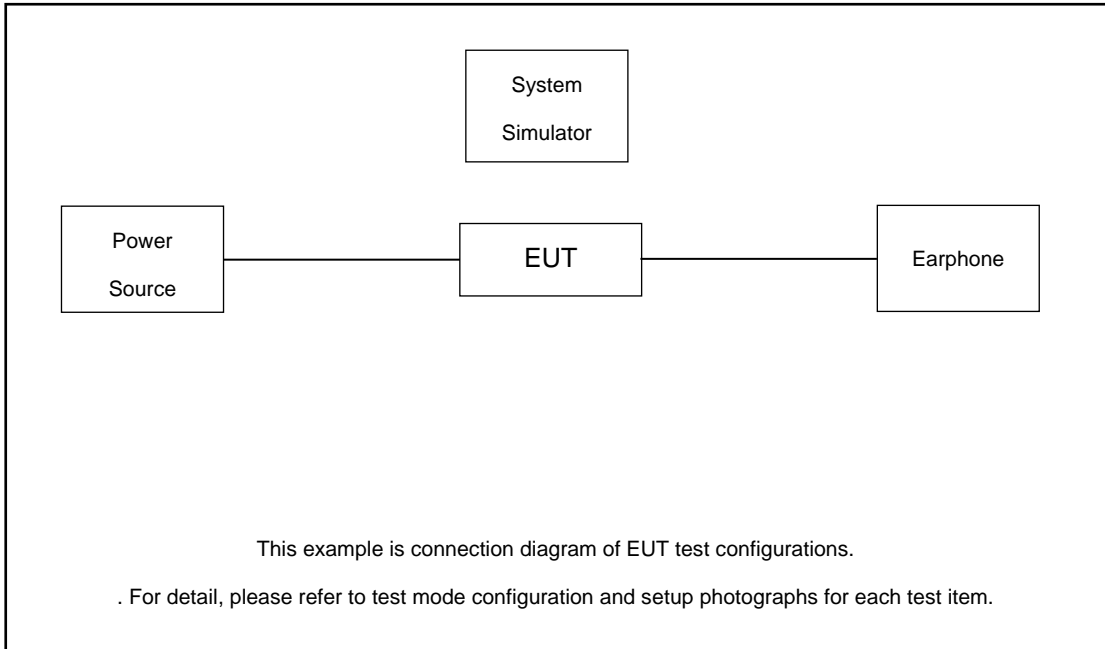 System
Simulator
Power
Source
EUT
Earphone
This example is connection diagram of EUT test configurations.
. For detail, please refer to test mode configuration and setup photographs for each test item.